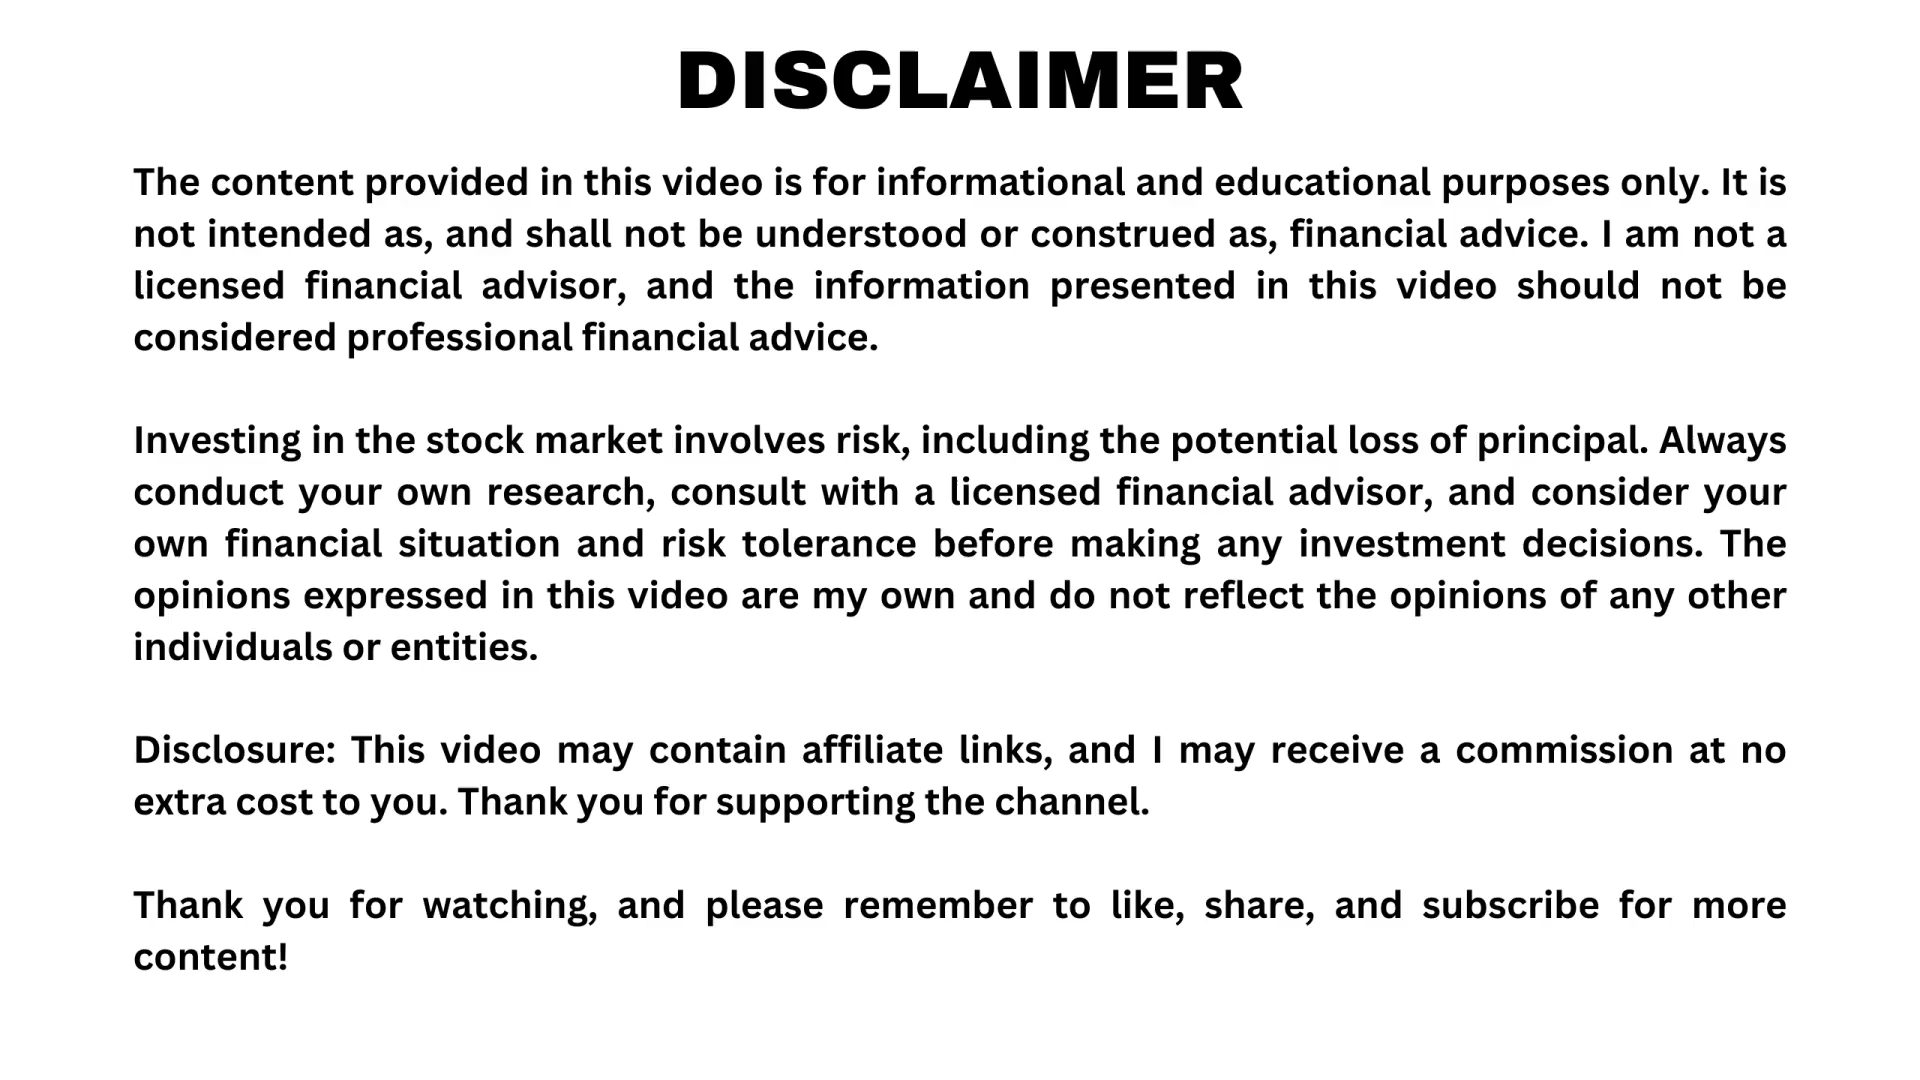 DISCLAIMER
The content provided in this video is for informational and educational purposes only. It is
not intended as, and shall not be understood or construed as, financial advice. I am not a
licensed financial advisor, and the information presented in this video should not be
considered professional financial advice.
Investing in the stock market involves risk, including the potential loss of principal. Always
conduct your own research, consult with a licensed financial advisor, and consider your
own financial situation and risk tolerance before making any investment decisions. The
opinions expressed in this video are my own and do not reflect the opinions of any other
individuals or entities.
Disclosure: This video may contain affiliate links, and I may receive a commission at no
extra cost to you. Thank you for supporting the channel.
Thank you for watching, and please remember to like, share, and subscribe for more
content!